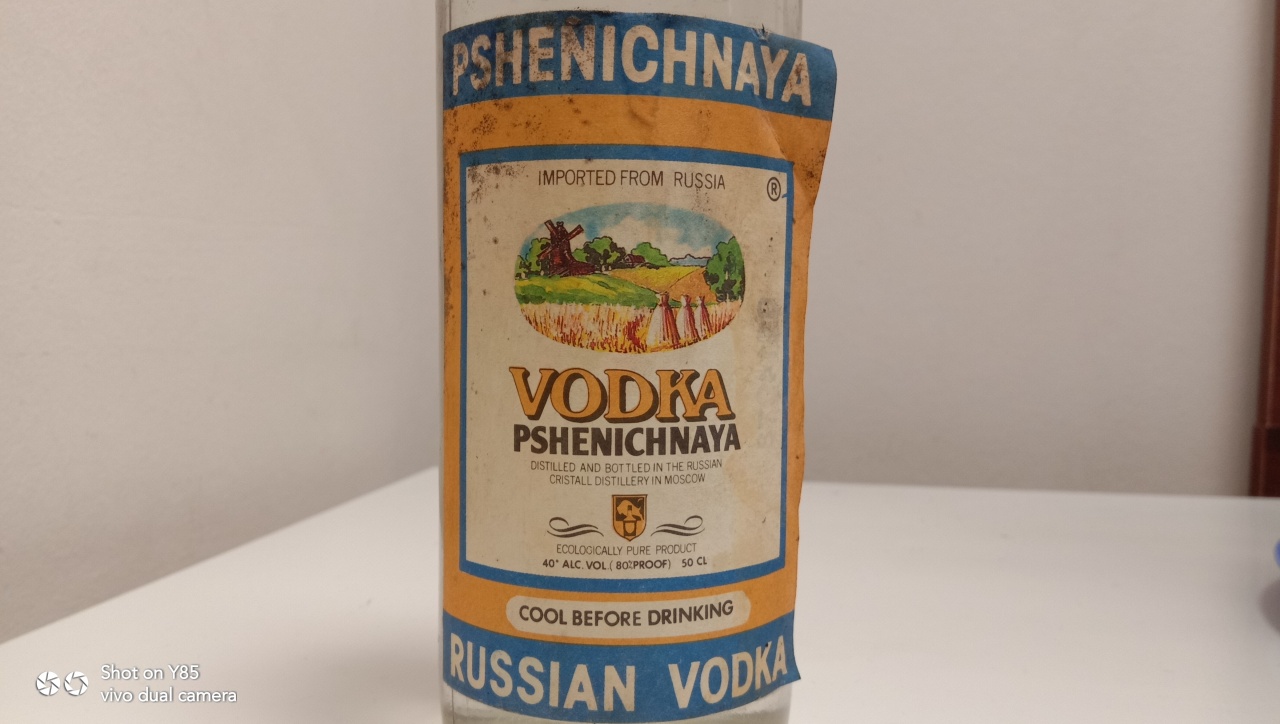 PSHENICHNAYA
IMPORTED FROM RUSSIA
®
VODKA
PSHENICHNAYA
DISTILLED AND BOTTLED IN THE RUSSIAN
CRISTALL DISTILLERY IN MOSCOW
ECOLOGICALLY PURE PRODUCT
40° ALC. VOL. ( 80% PROOF) 50 CL
COOL BEFORE DRINKING
RUSSIAN VODKA
Shot on Y85
vivo dual camera